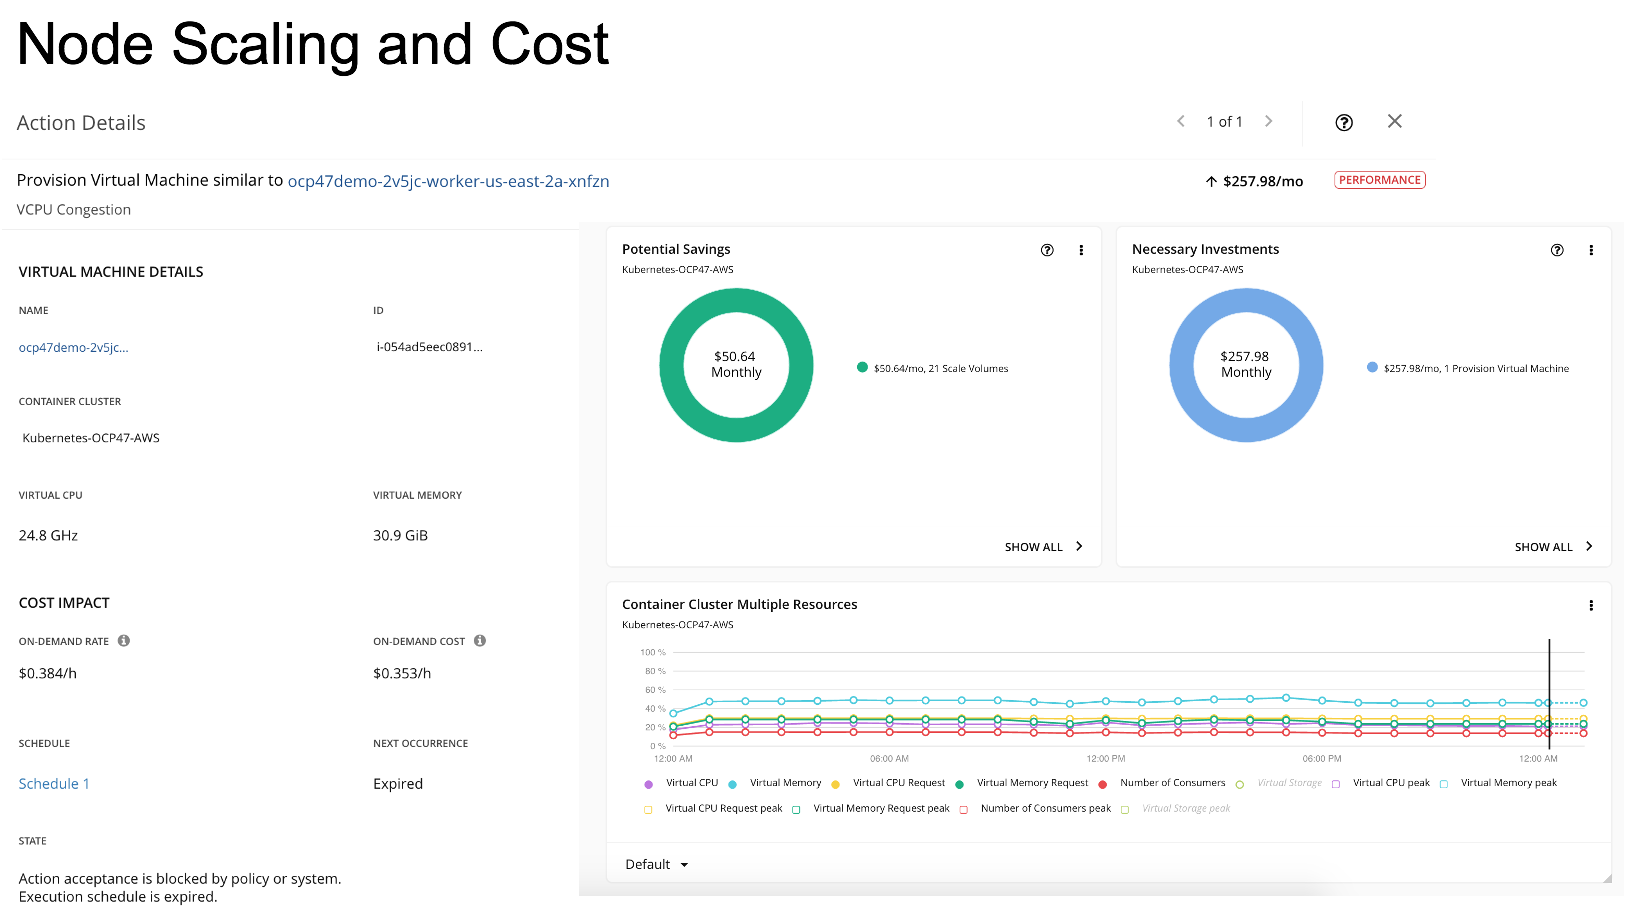 Node Scaling and Cost
Action Details
1 of 1
Provision Virtual Machine similar to ocp47demo-2v5jc-worker-us-east-2a-xnfzn
$257.98/mo
PERFORMANCE
VCPU Congestion
VIRTUAL MACHINE DETAILS
NAME
ID
ocp47demo-2v5jc...
i-054ad5eec0891...
CONTAINER CLUSTER
Kubernetes-OCP47-AWS
VIRTUAL CPU
VIRTUAL MEMORY
24.8 GHz
30.9 GiB
COST IMPACT
ON-DEMAND RATE
ON-DEMAND COST
$0.384/h
$0.353/h
SCHEDULE
NEXT OCCURRENCE
Schedule 1
Expired
STATE
Action acceptance is blocked by policy or system.
Execution schedule is expired.
Potential Savings
Kubernetes-OCP47-AWS
$50.64
Monthly
$50.64/mo, 21 Scale Volumes
SHOW ALL
Necessary Investments
Kubernetes-OCP47-AWS
$257.98
Monthly
$257.98/mo, 1 Provision Virtual Machine
SHOW ALL
Container Cluster Multiple Resources
Kubernetes-OCP47-AWS
100 %
80 %
60 %
40 %
20 %
0 %
12:00 AM
06:00 AM
12:00 PM
06:00 PM
12:00 AM
Virtual CPU
Virtual Memory
Virtual CPU Request
Virtual Memory Request
Number of Consumers
Virtual Storage
Virtual CPU peak
Virtual Memory peak
Virtual CPU Request peak
Virtual Memory Request peak
Number of Consumers peak
Virtual Storage peak
Default